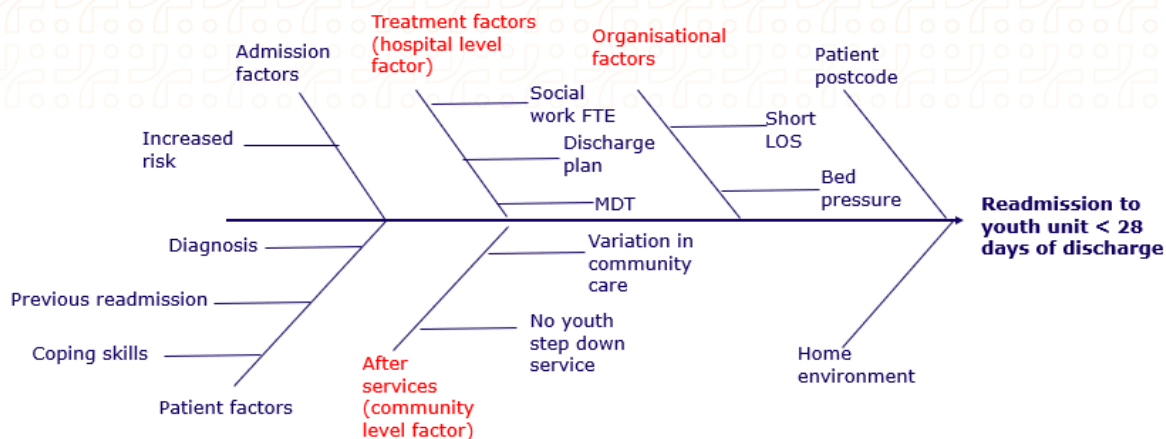 Treatment factors
(hospital level
factor)
Organisational
factors
Admission
factors
Patient
postcode
Social
work FTE
Increased
risk
Short
LOS
Discharge
plan
Bed
pressure
MDT
Readmission to
youth unit < 28
days of discharge
Diagnosis
Variation in
community
care
Previous readmission
No youth
step down
service
Coping skills
Home
environment
After
services
(community
level factor)
Patient factors